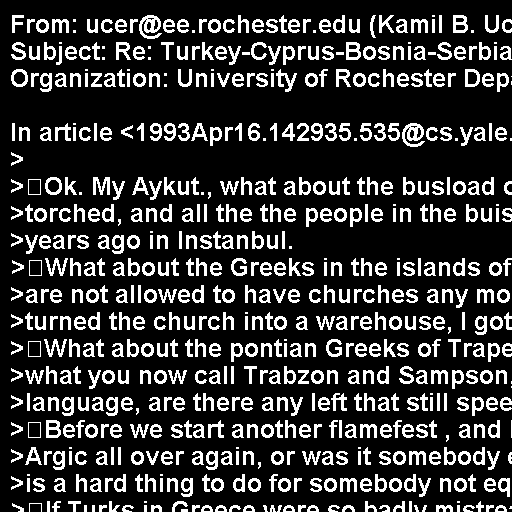 From: ucer@ee.rochester.edu (Kamil B. Uc
Subject: Re: Turkey-Cyprus-Bosnia-Serbia
Organization: University of Rochester Dep

In article <1993Apr16.142935.535@cs.yale.
>
>□Ok. My Aykut., what about the busload o
>torched, and all the the people in the buis
>years ago in Instanbul.
>□What about the Greeks in the islands of
>are not allowed to have churches any mo
>turned the church into a warehouse, I got
>□What about the pontian Greeks of Trape
>what you now call Trabzon and Sampson,
>language, are there any left that still spee
>□Before we start another flamefest , and
>Argic all over again, or was it somebody e
>is a hard thing to do for somebody not eq
>□If Turks in Greece were so badly mistre